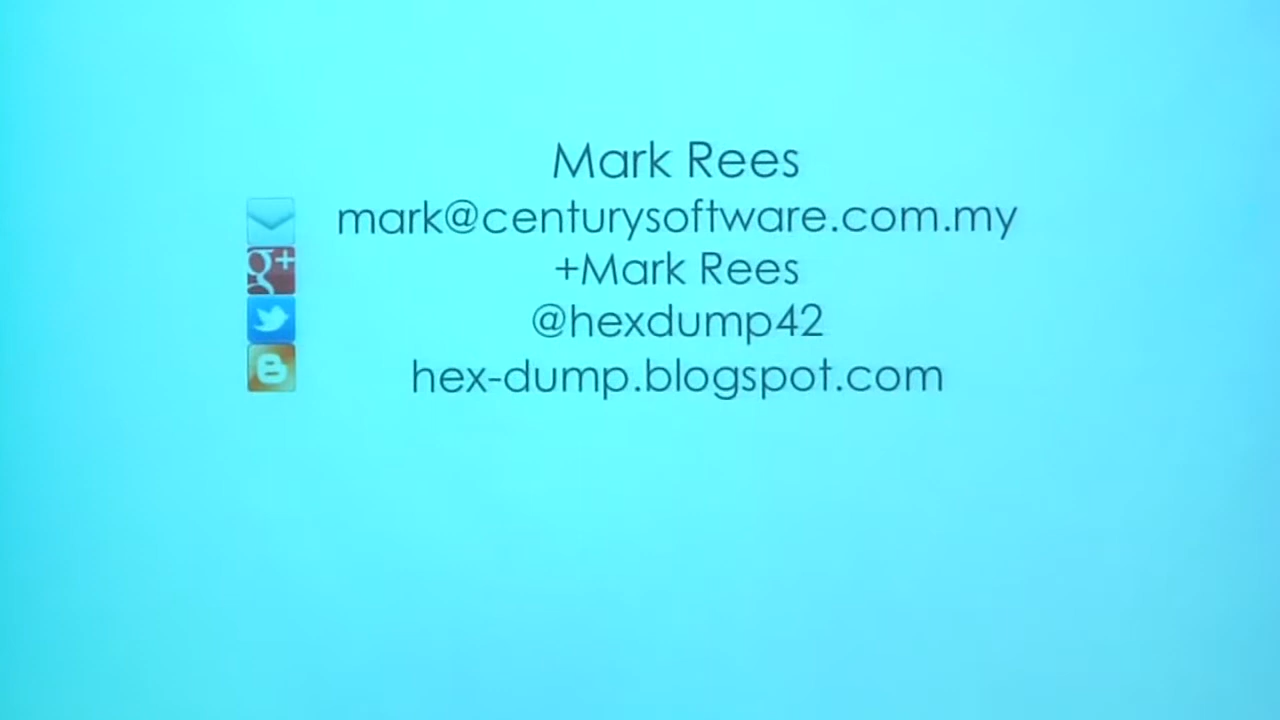 Mark Rees
mark@centurysoftware.com.my
g+ +Mark Rees
@hexdump42
hex-dump.blogspot.com